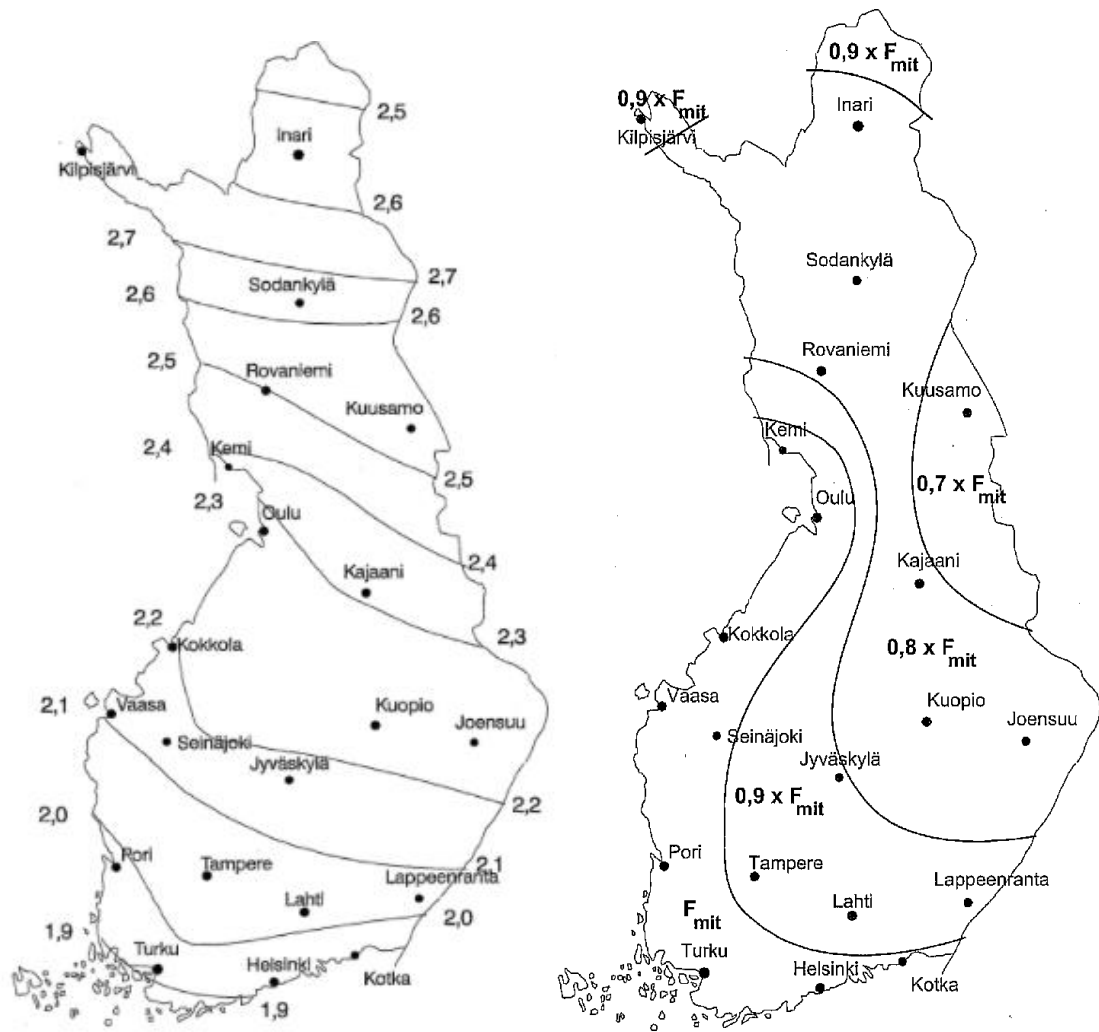 2,5
Inari
Kilpisjärvi
2,6
2,7
2,7
Sodankylä
2,6
2,6
2,5
Rovaniemi
Kuusamo
2,4
Kemi
2,5
2,3
Oulu
2,4
Kajaani
2,2
2,3
Kokkola
2,1
Vaasa
Kuopio
Joensuu
Seinäjoki
Jyväskylä
2,2
2,0
2,1
Pori
Tampere
Lappeenranta
Lahti
2,0
1,9
Turku
Helsinki
Kotka
1,9
0,9 x Fmit
0,9 x Fmit
Inari
Kilpisjärvi
Sodankylä
Rovaniemi
Kuusamo
Kemi
0,7 x Fmit
Oulu
Kajaani
Kokkola
0,8 x Fmit
Vaasa
Kuopio
Joensuu
Seinäjoki
Jyväskylä
0,9 x Fmit
Pori
Tampere
Lappeenranta
Lahti
Fmit
Turku
Helsinki
Kotka